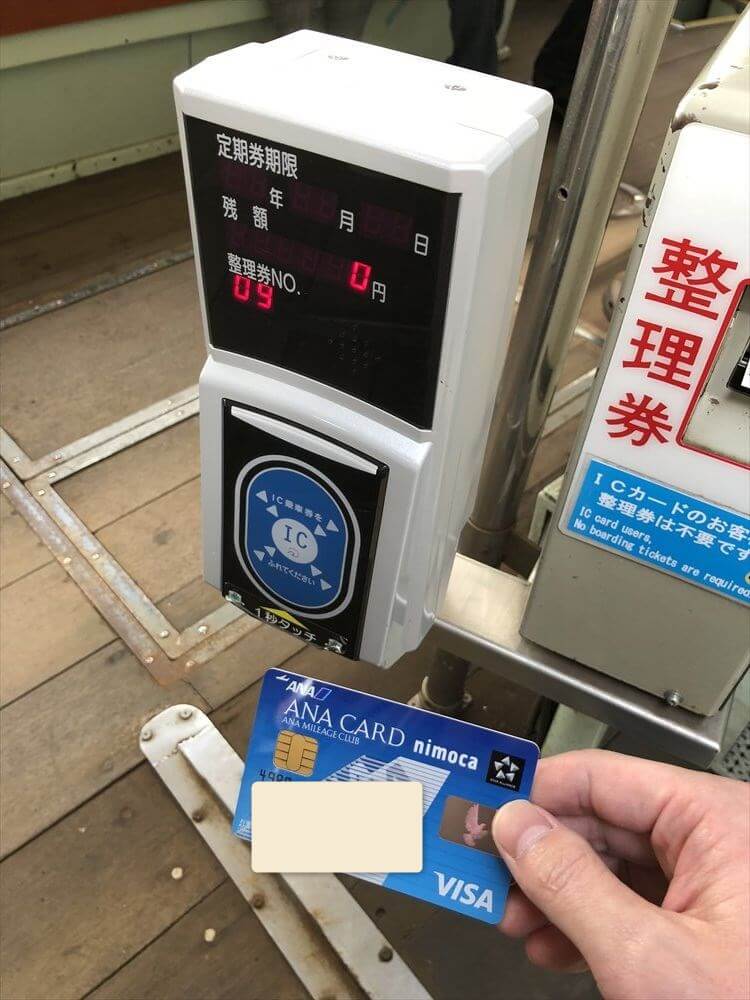 定期券期限
年 月 日
残 額
0円
整理券NO.
09
IC乗車券を
IC
ふれてください
1秒タッチ
整理券
ICカードのお客
整理券は不要です
IC card users,
No boarding tickets are required
ANA
ANA CARD
ANA MILEAGE CLUB
nimoca
STAR ALLIANCE
VISA